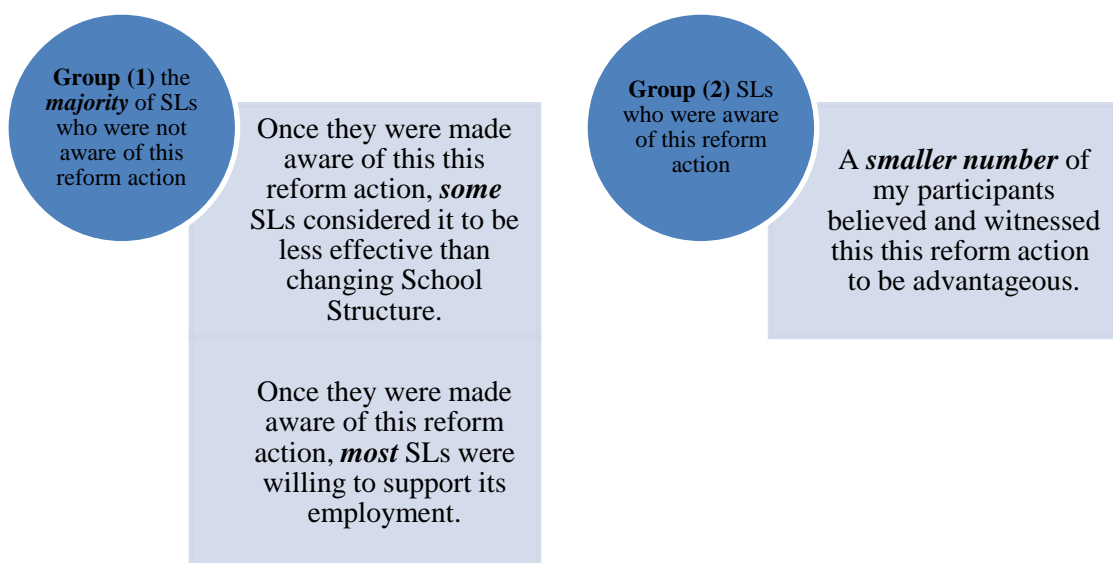 Group (1) the
majority of SLs
who were not
aware of this
reform action
Once they were made
aware of this this
reform action, some
SLs considered it to be
less effective than
changing School
Structure.
Once they were made
aware of this reform
action, most SLs were
willing to support its
employment.
Group (2) SLs
who were aware
of this reform
action
A smaller number of
my participants
believed and witnessed
this this reform action
to be advantageous.